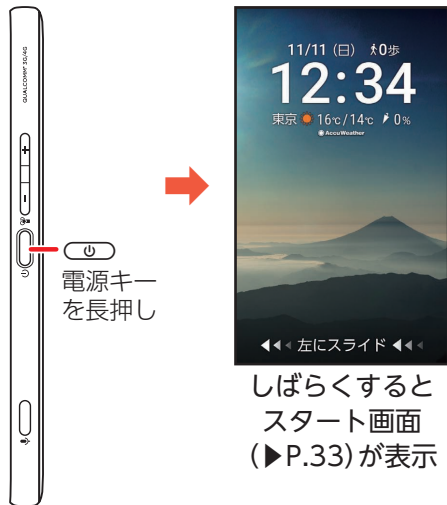 QUALCOMM® 3G/4G
+
-
電源キー
を長押し
11/11 (日) 0歩
12:34
東京 16℃/14℃ 0%
AccuWeather
◀◀◀ 左にスライド ◀◀◀
しばらくすると
スタート画面
(▶P.33)が表示